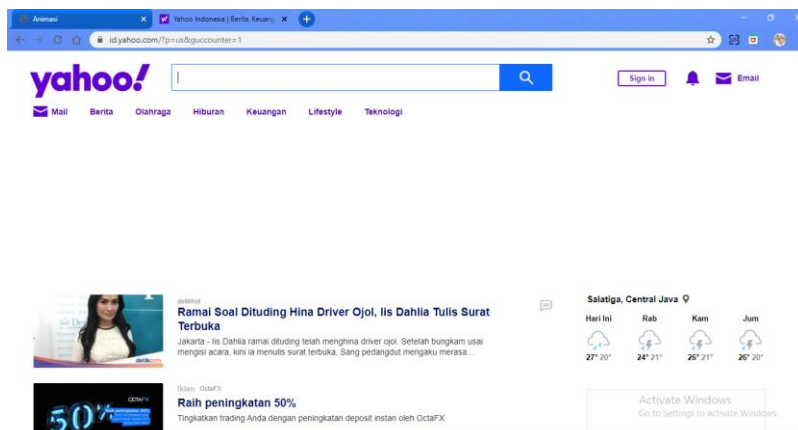 Animasi
Yahoo Indonesia | Berita, Keuang
id.yahoo.com/?p=us&guccounter=1
yahoo!
Sign in
Email
Mail Berita Olahraga Hiburan Keuangan Lifestyle Teknologi
detikhot
Ramai Soal Dituding Hina Driver Ojol, Iis Dahlia Tulis Surat
Terbuka
Jakarta - Iis Dahlia ramai dituding telah menghina driver ojol. Setelah bungkam usai
mengisi acara, kini ia menulis surat terbuka. Sang pedangdut mengaku merasa...
detikcom
Salatiga, Central Java
Hari Ini Rab Kam Jum
27° 20° 24° 21° 26° 21° 26° 20°
Iklan OctaFX
Raih peningkatan 50%
Tingkatkan trading Anda dengan peningkatan deposit instan oleh OctaFX
OCTAFX
50%
Activate Windows
Go to Settings to activate Windows.